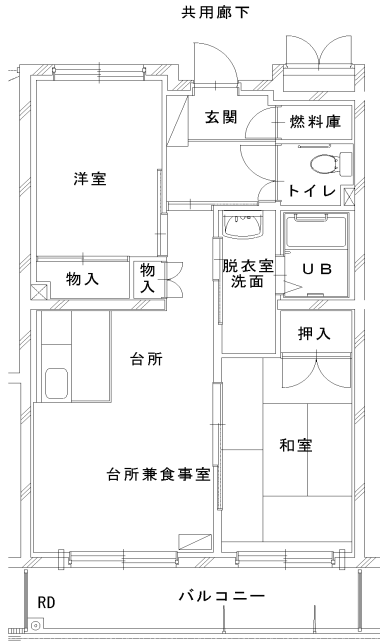 共用廊下
玄関
燃料庫
洋室
トイレ
物入
物入
脱衣室
洗面
UB
台所
押入
和室
台所兼食事室
バルコニー
RD